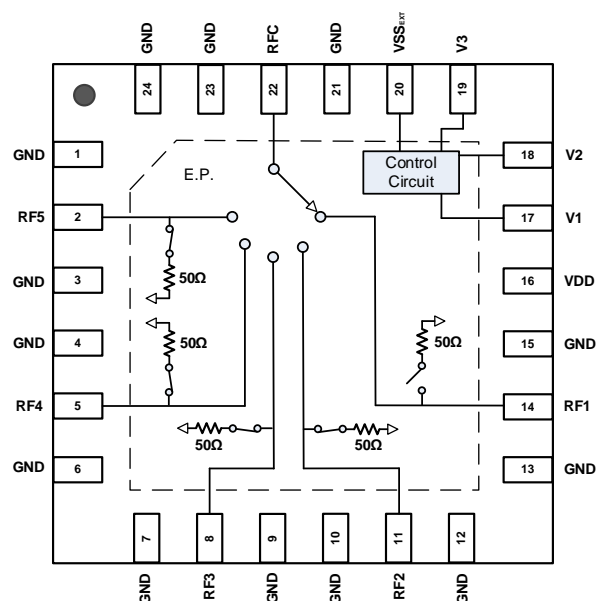 GND
GND
RFC
GND
VSSEXT
V3
24
23
22
21
20
19
GND
1
E.P.
Control
Circuit
18
V2
RF5
2
17
V1
GND
3
50Ω
16
VDD
GND
4
50Ω
50Ω
15
GND
RF4
5
14
RF1
50Ω
50Ω
GND
6
13
GND
7
8
9
10
11
12
GND
RF3
GND
GND
RF2
GND